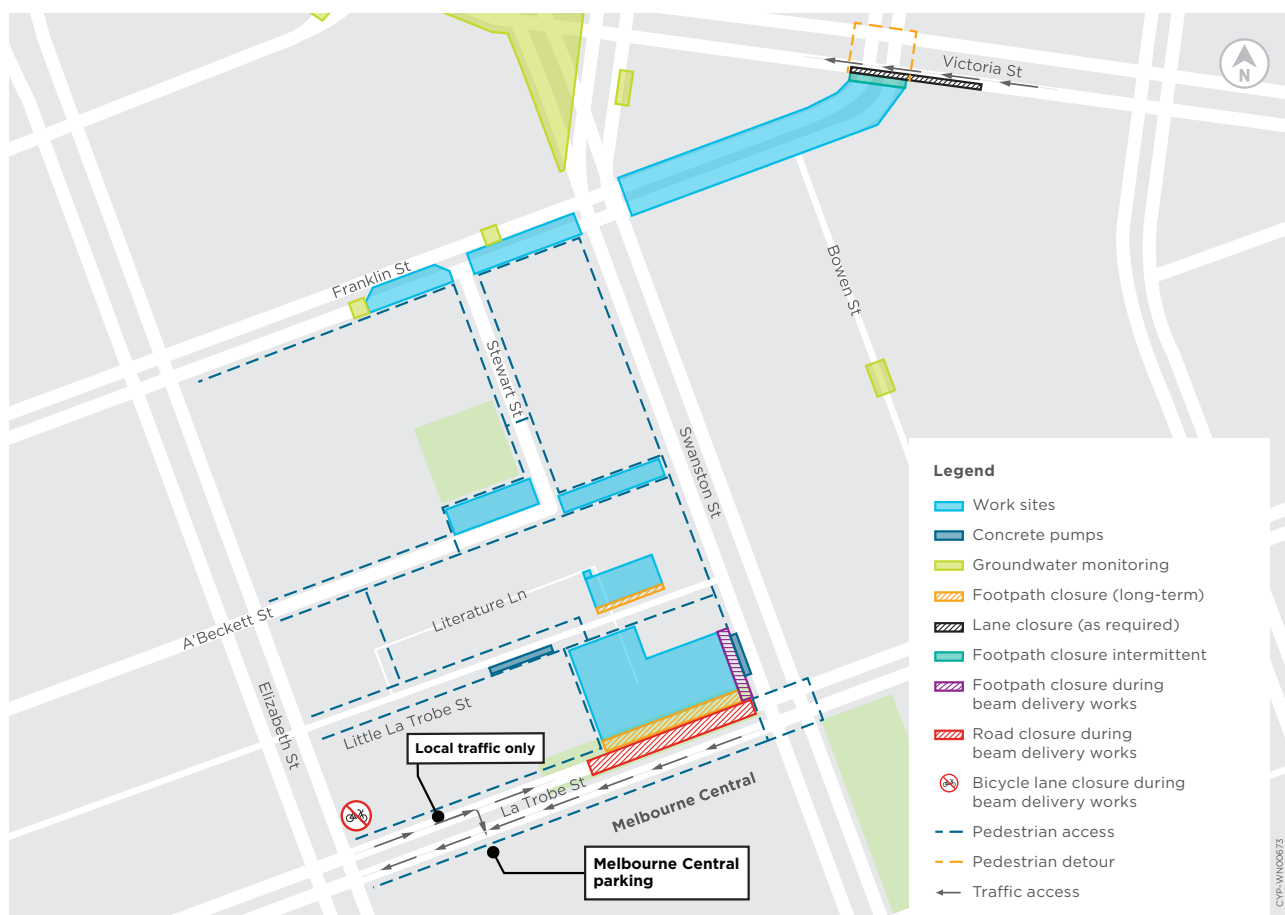 Victoria St
N
Franklin St
Bowen St
Stewart St
Swanston St
Literature Ln
A'Beckett St
Elizabeth St
Little La Trobe St
Local traffic only
La Trobe St
Melbourne Central
Melbourne Central
parking
Legend
Work sites
Concrete pumps
Groundwater monitoring
Footpath closure (long-term)
Lane closure (as required)
Footpath closure intermittent
Footpath closure during
beam delivery works
Road closure during
beam delivery works
Bicycle lane closure during
beam delivery works
Pedestrian access
Pedestrian detour
Traffic access
CYP-WN00673